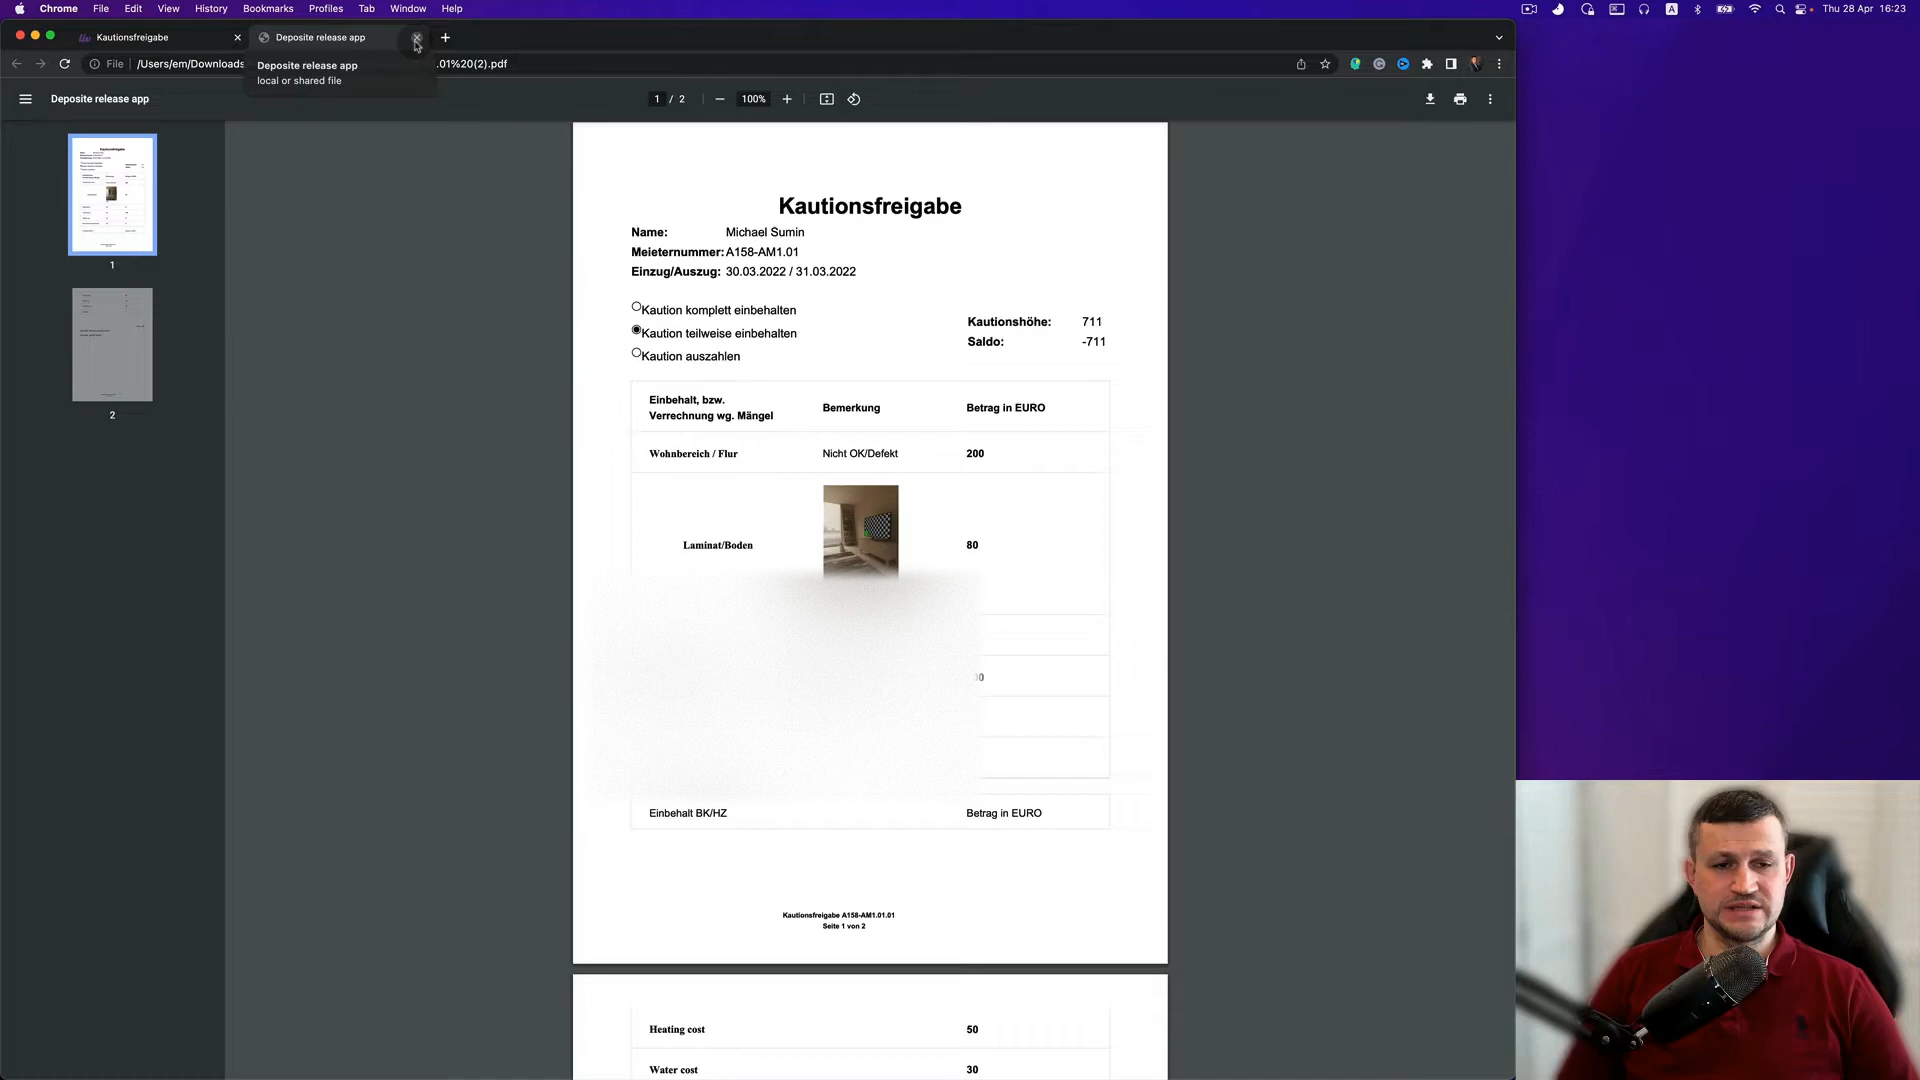 Chrome File Edit View History Bookmarks Profiles Tab Window Help
A
Thu 28 Apr 16:23
Kautionsfreigabe
Deposite release app
File /Users/em/Downloads .01%20(2).pdf
Deposite release app
local or shared file
Deposite release app
1 / 2
100%
1
2
Kautionsfreigabe
Name: Michael Sumin
Meieternummer: A158-AM1.01
Einzug/Auszug: 30.03.2022 / 31.03.2022
Kaution komplett einbehalten
Kaution teilweise einbehalten
Kaution auszahlen
Kautionshöhe: 711
Saldo: -711
Einbehalt, bzw.
Verrechnung wg. Mängel
Bemerkung
Betrag in EURO
Wohnbereich / Flur Nicht OK/Defekt 200
Laminat/Boden 80
Einbehalt BK/HZ Betrag in EURO
Kautionsfreigabe A158-AM1.01.01
Seite 1 von 2
Heating cost 50
Water cost 30